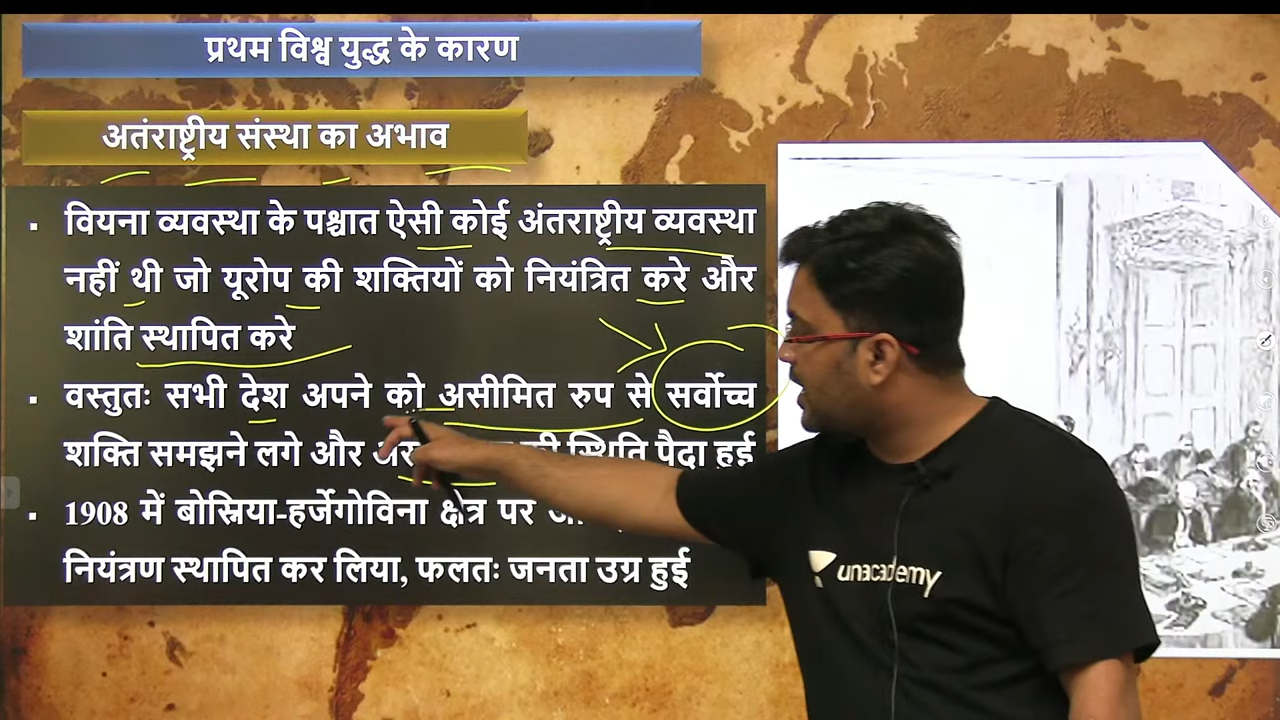 प्रथम विश्व युद्ध के कारण
अतंराष्ट्रीय संस्था का अभाव
वियना व्यवस्था के पश्चात ऐसी कोई अंतराष्ट्रीय व्यवस्था
नहीं थी जो यूरोप की शक्तियों को नियंत्रित करे और
शांति स्थापित करे
वस्तुतः सभी देश अपने को असीमित रुप से सर्वोच्च
शक्ति समझने लगे और की स्थिति पैदा हुई
1908 में बोस्निया-हर्जेगोविना क्षेत्र पर
नियंत्रण स्थापित कर लिया, फलतः जनता उग्र हुई
unacademy